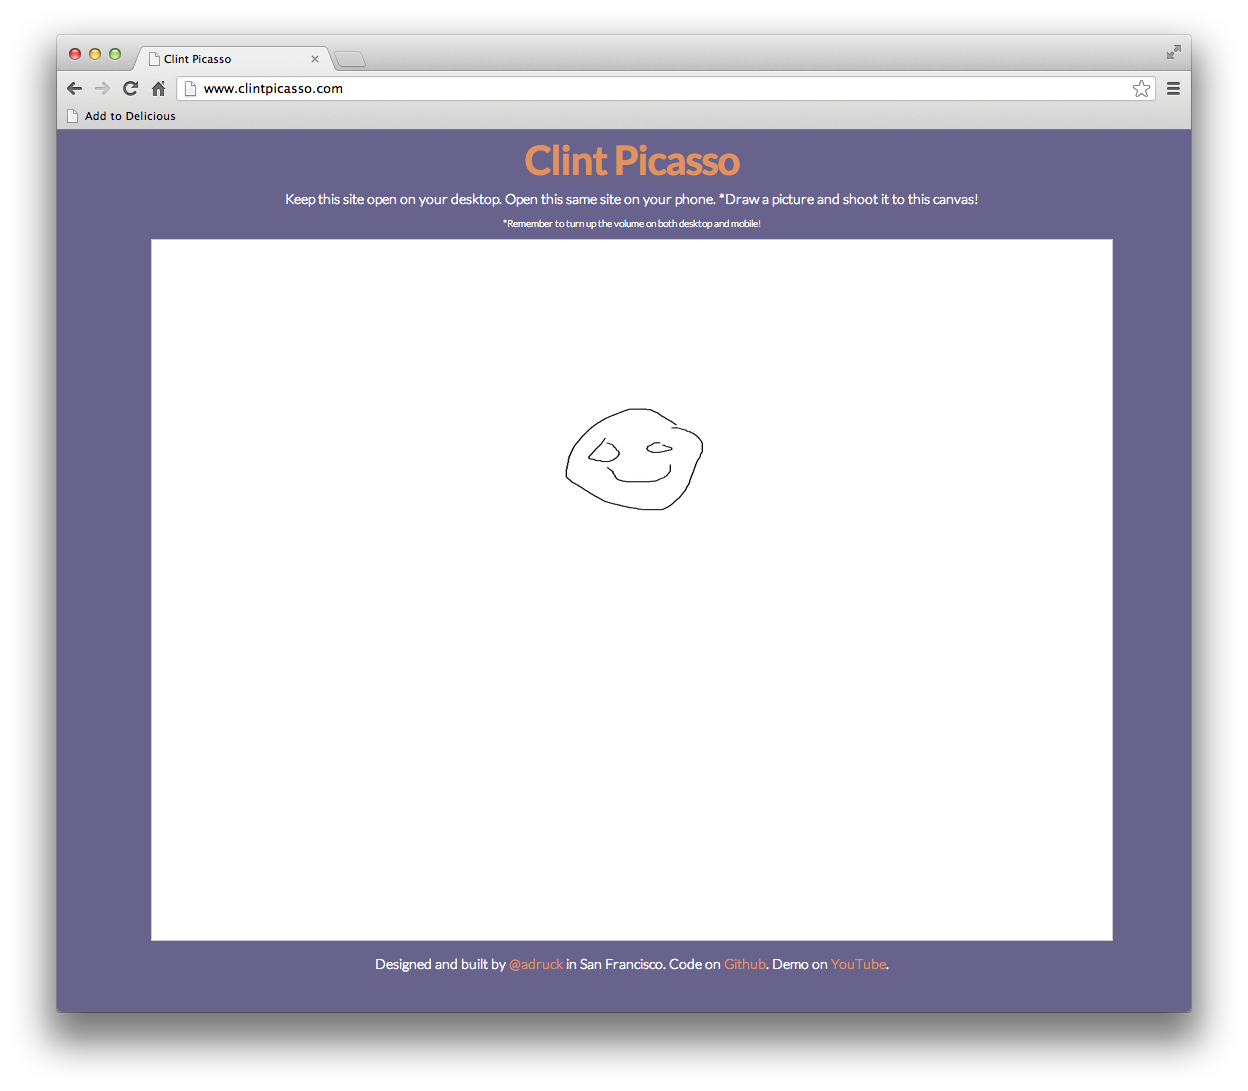 Clint Picasso
www.clintpicasso.com
Add to Delicious
Clint Picasso
Keep this site open on your desktop. Open this same site on your phone. *Draw a picture and shoot it to this canvas!
*Remember to turn up the volume on both desktop and mobile!
Designed and built by @adruck in San Francisco. Code on Github. Demo on YouTube.